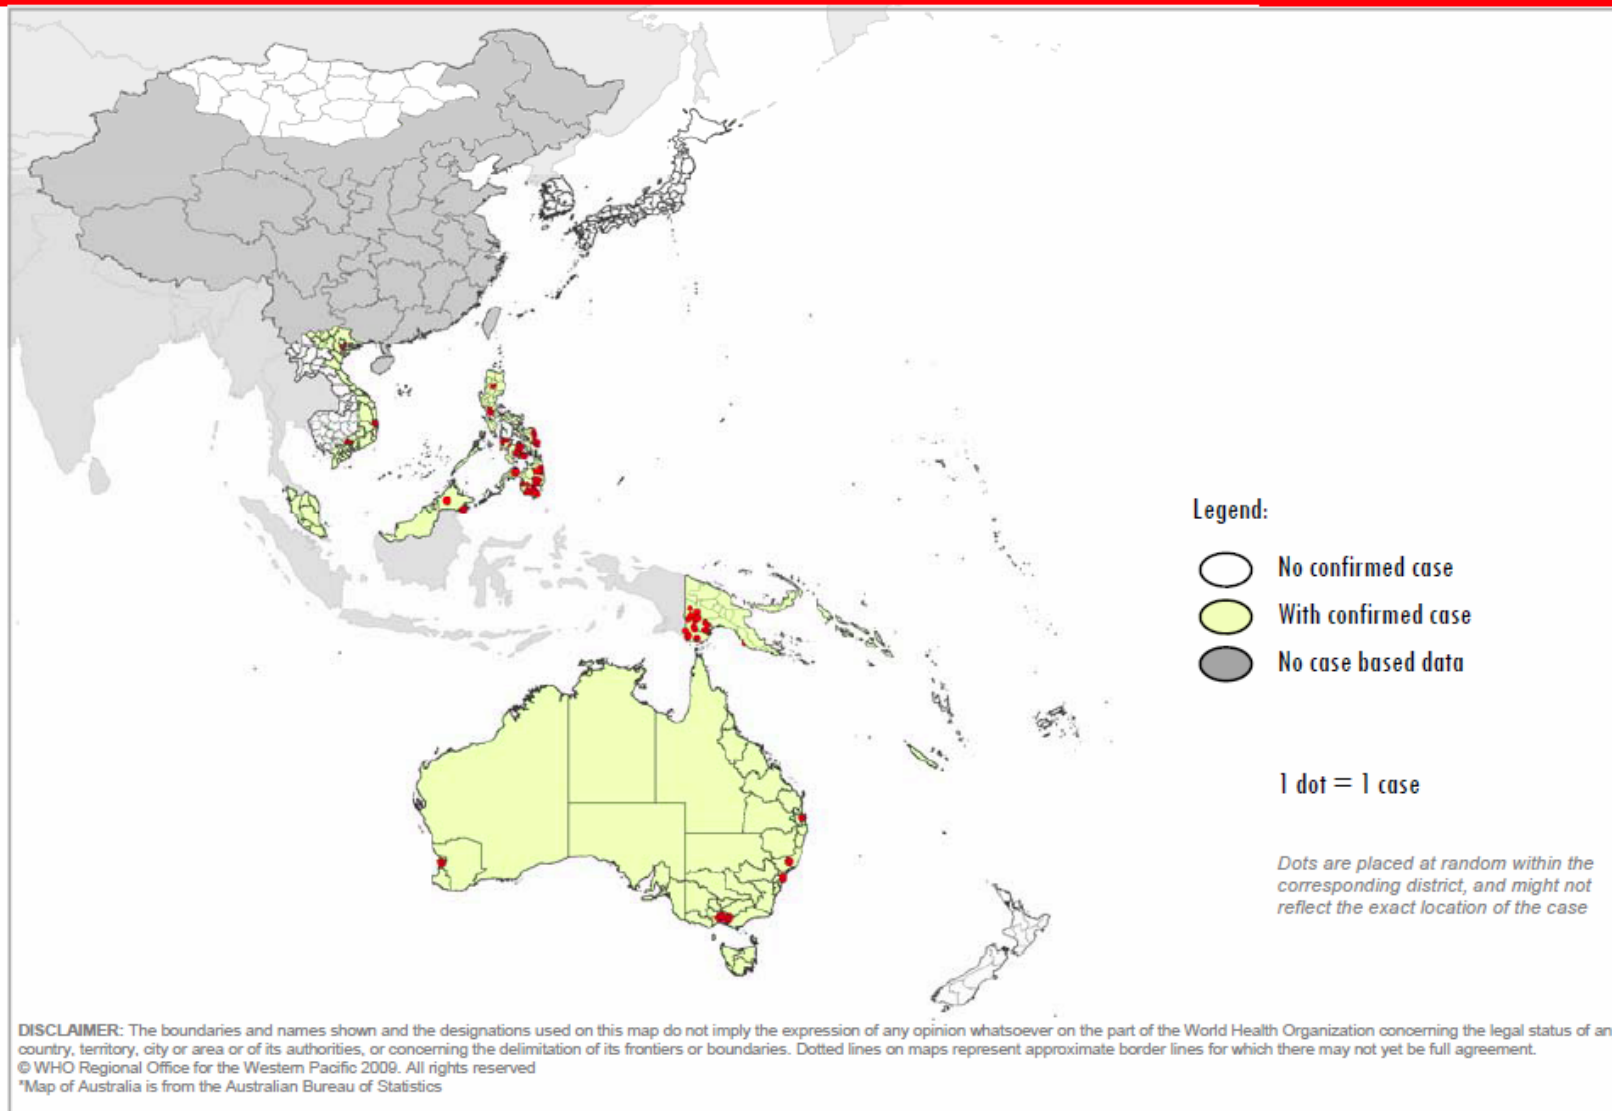 Legend:
No confirmed case
With confirmed case
No case based data
1 dot = 1 case
Dots are placed at random within the
corresponding district, and might not
reflect the exact location of the case
DISCLAIMER: The boundaries and names shown and the designations used on this map do not imply the expression of any opinion whatsoever on the part of the World Health Organization concerning the legal status of an
country, territory, city or area or of its authorities, or concerning the delimitation of its frontiers or boundaries. Dotted lines on maps represent approximate border lines for which there may not yet be full agreement.
© WHO Regional Office for the Western Pacific 2009. All rights reserved
*Map of Australia is from the Australian Bureau of Statistics